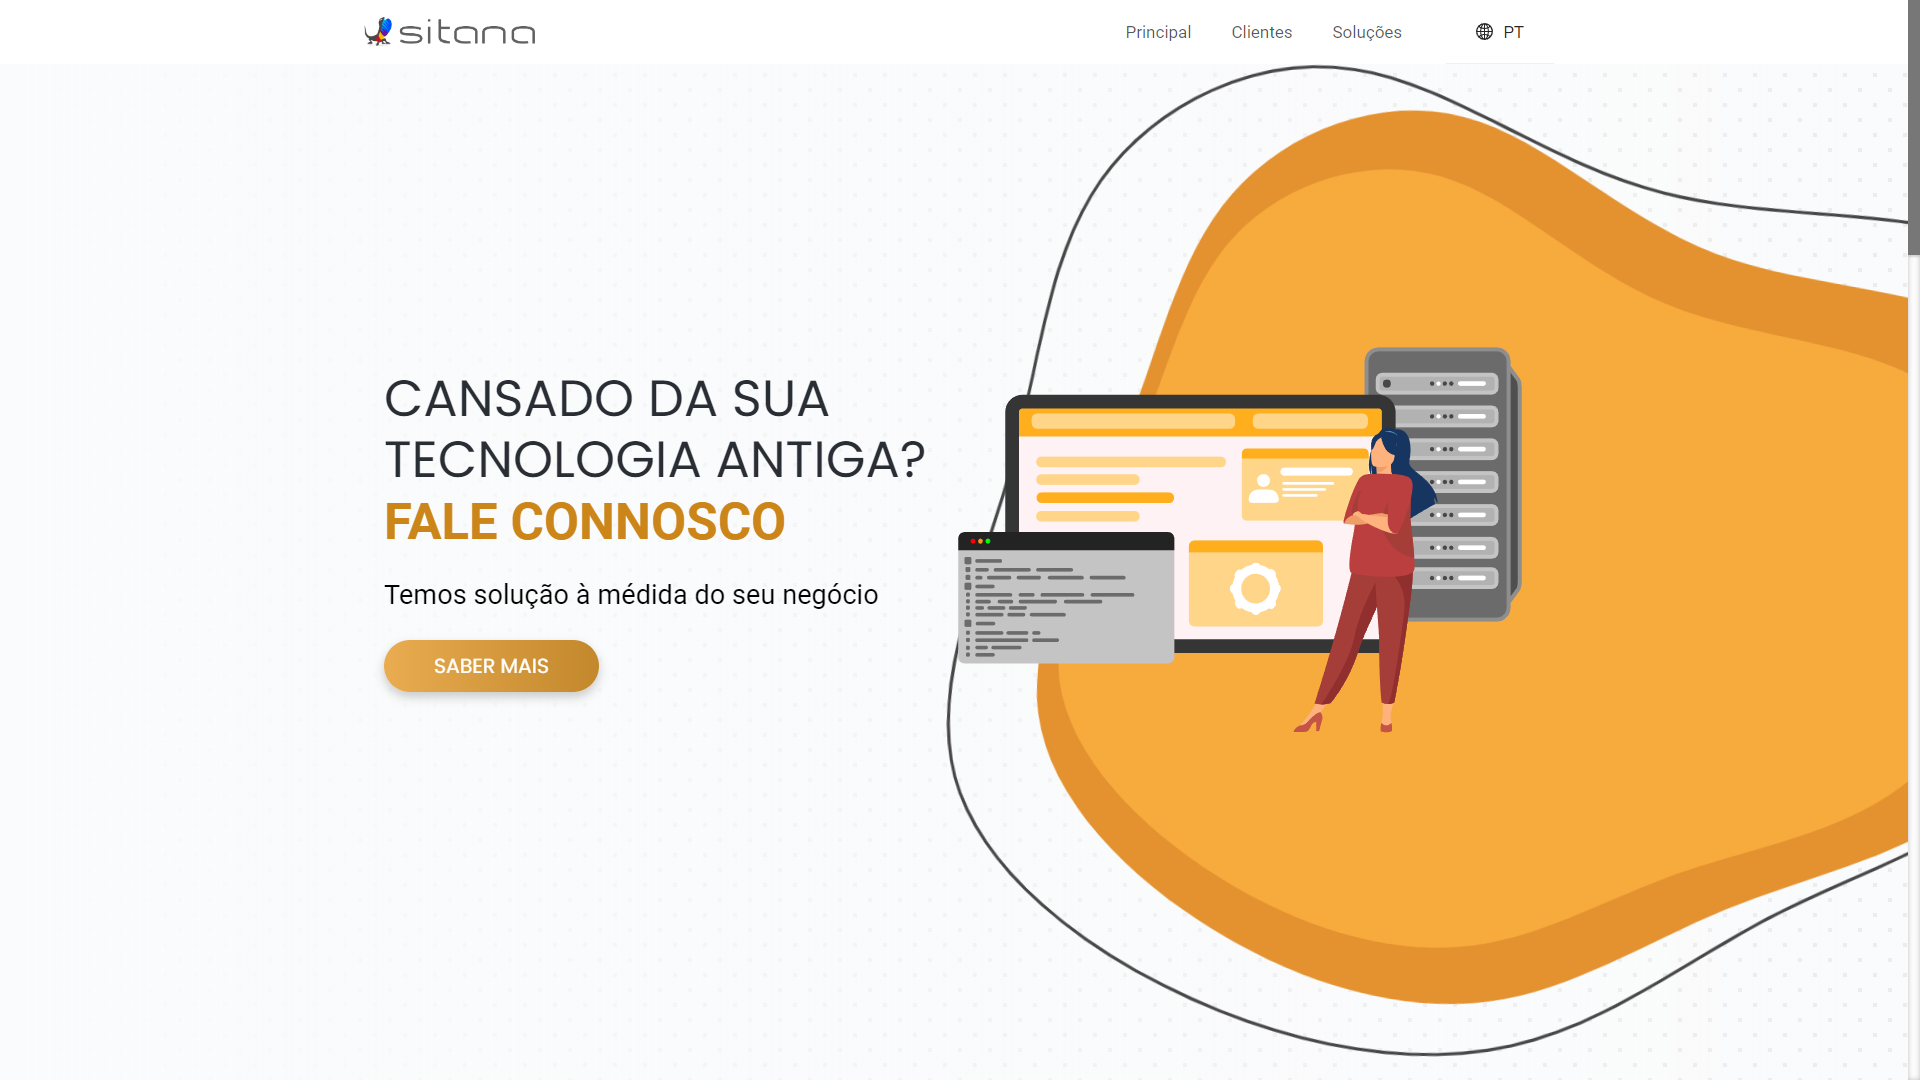 sitana
Principal
Clientes
Soluções
PT
CANSADO DA SUA
TECNOLOGIA ANTIGA?
FALE CONNOSCO
Temos solução à médida do seu negócio
SABER MAIS